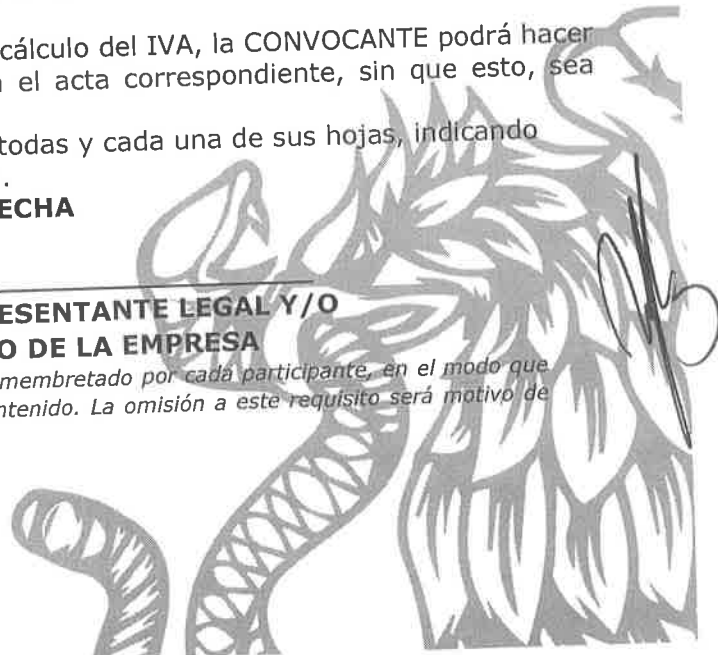 cálculo del IVA, la CONVOCANTE podrá hacer
el acta correspondiente, sin que esto, sea
todas y cada una de sus hojas, indicando
.
ECHA
ESENTANTE LEGAL Y/O
O DE LA EMPRESA
membretado por cada participante, en el modo que
ntenido. La omisión a este requisito será motivo de